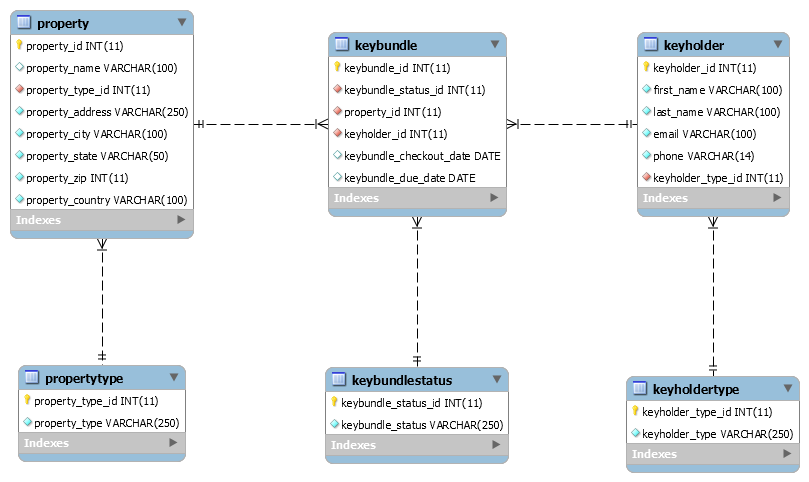 property
property_id INT(11)
property_name VARCHAR(100)
property_type_id INT(11)
property_address VARCHAR(250)
property_city VARCHAR(100)
property_state VARCHAR(50)
property_zip INT(11)
property_country VARCHAR(100)
Indexes
keybundle
keybundle_id INT(11)
keybundle_status_id INT(11)
property_id INT(11)
keyholder_id INT(11)
keybundle_checkout_date DATE
keybundle_due_date DATE
Indexes
keyholder
keyholder_id INT(11)
first_name VARCHAR(100)
last_name VARCHAR(100)
email VARCHAR(100)
phone VARCHAR(14)
keyholder_type_id INT(11)
Indexes
propertytype
property_type_id INT(11)
property_type VARCHAR(250)
Indexes
keybundlestatus
keybundle_status_id INT(11)
keybundle_status VARCHAR(250)
Indexes
keyholdertype
keyholder_type_id INT(11)
keyholder_type VARCHAR(250)
Indexes